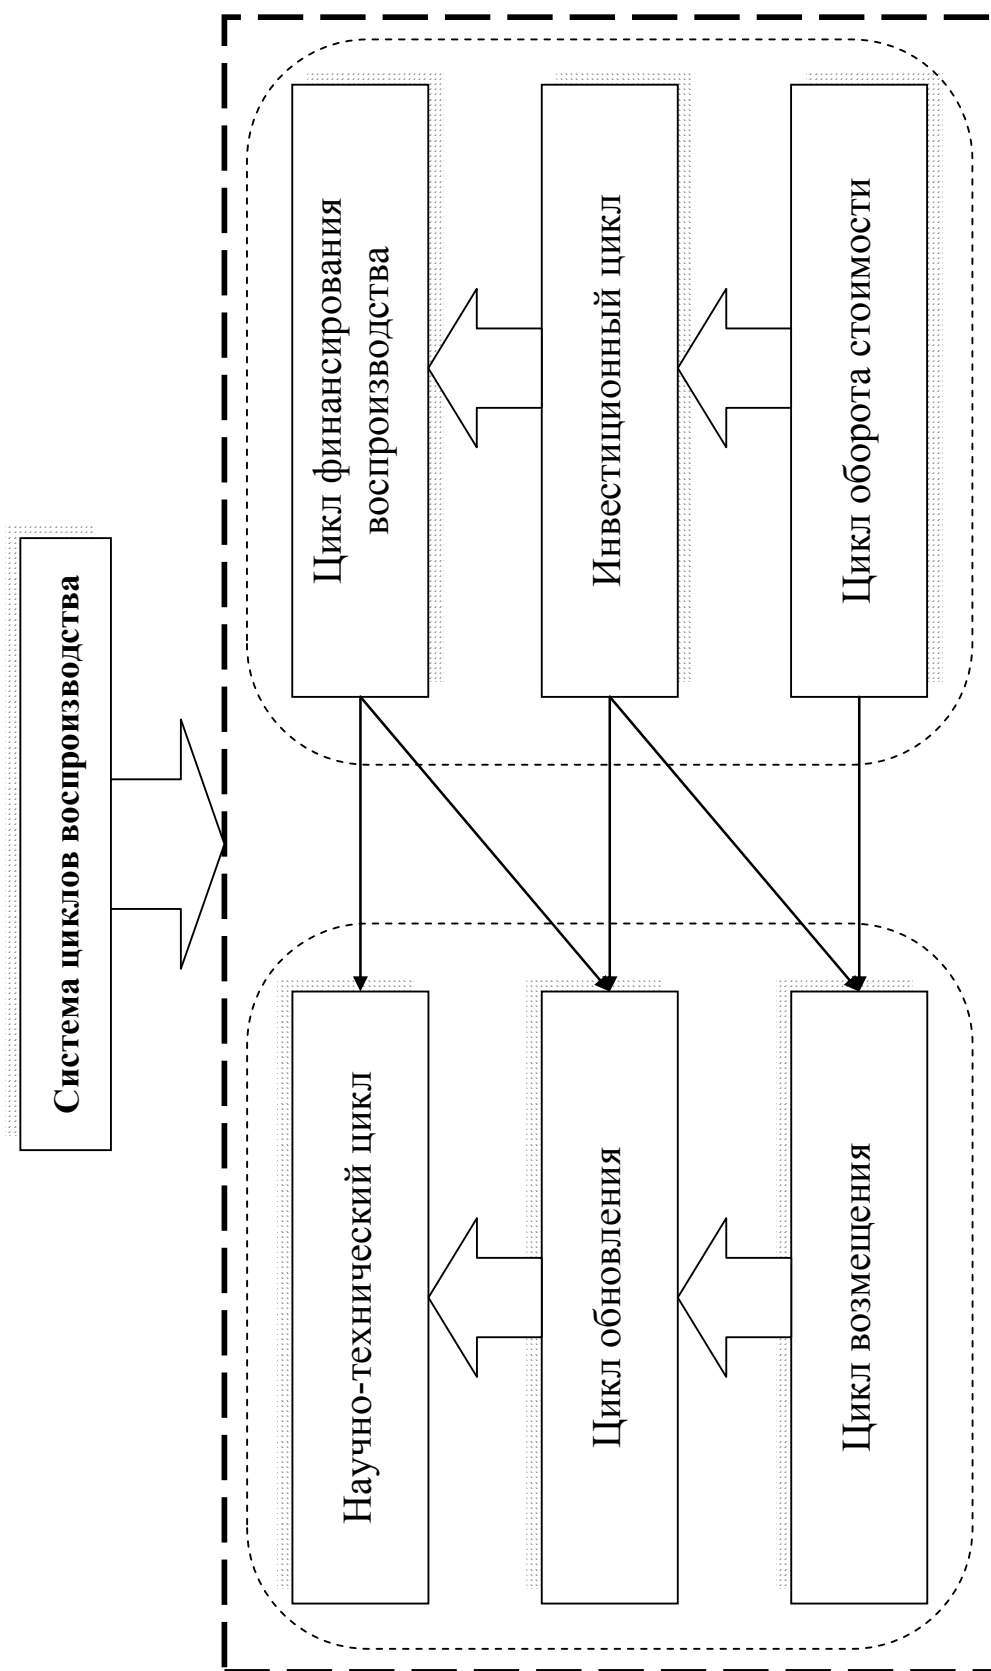 Система циклов воспроизводства
Научно-технический цикл
Цикл финансирования
воспроизводства
Цикл обновления
Инвестиционный цикл
Цикл возмещения
Цикл оборота стоимости